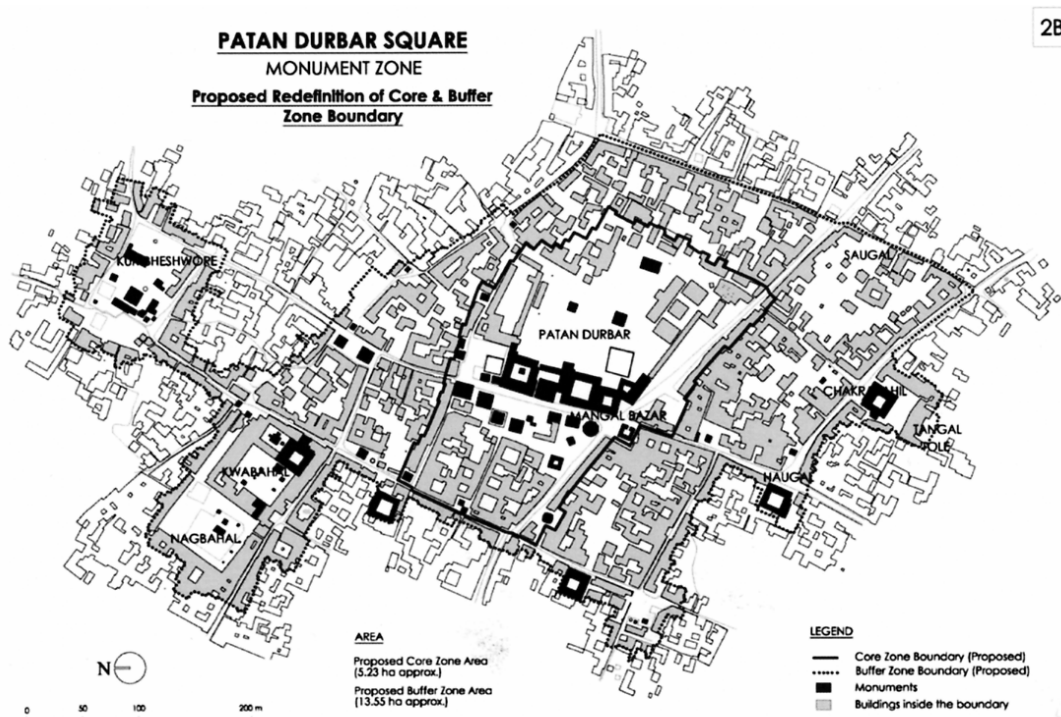 2B
PATAN DURBAR SQUARE
MONUMENT ZONE
Proposed Redefinition of Core & Buffer
Zone Boundary
KUMBHESHWORE
SAUGAL
PATAN DURBAR
CHAKRABAHIL
MANGAL BAZAR
TANGAL
TOLE
KWABAHAL
NAUGAL
NAGBAHAL
AREA
Proposed Core Zone Area
(5.23 ha approx.)
Proposed Buffer Zone Area
(13.55 ha approx.)
N
0 50 100 200 m
LEGEND
Core Zone Boundary (Proposed)
Buffer Zone Boundary (Proposed)
Monuments
Buildings inside the boundary